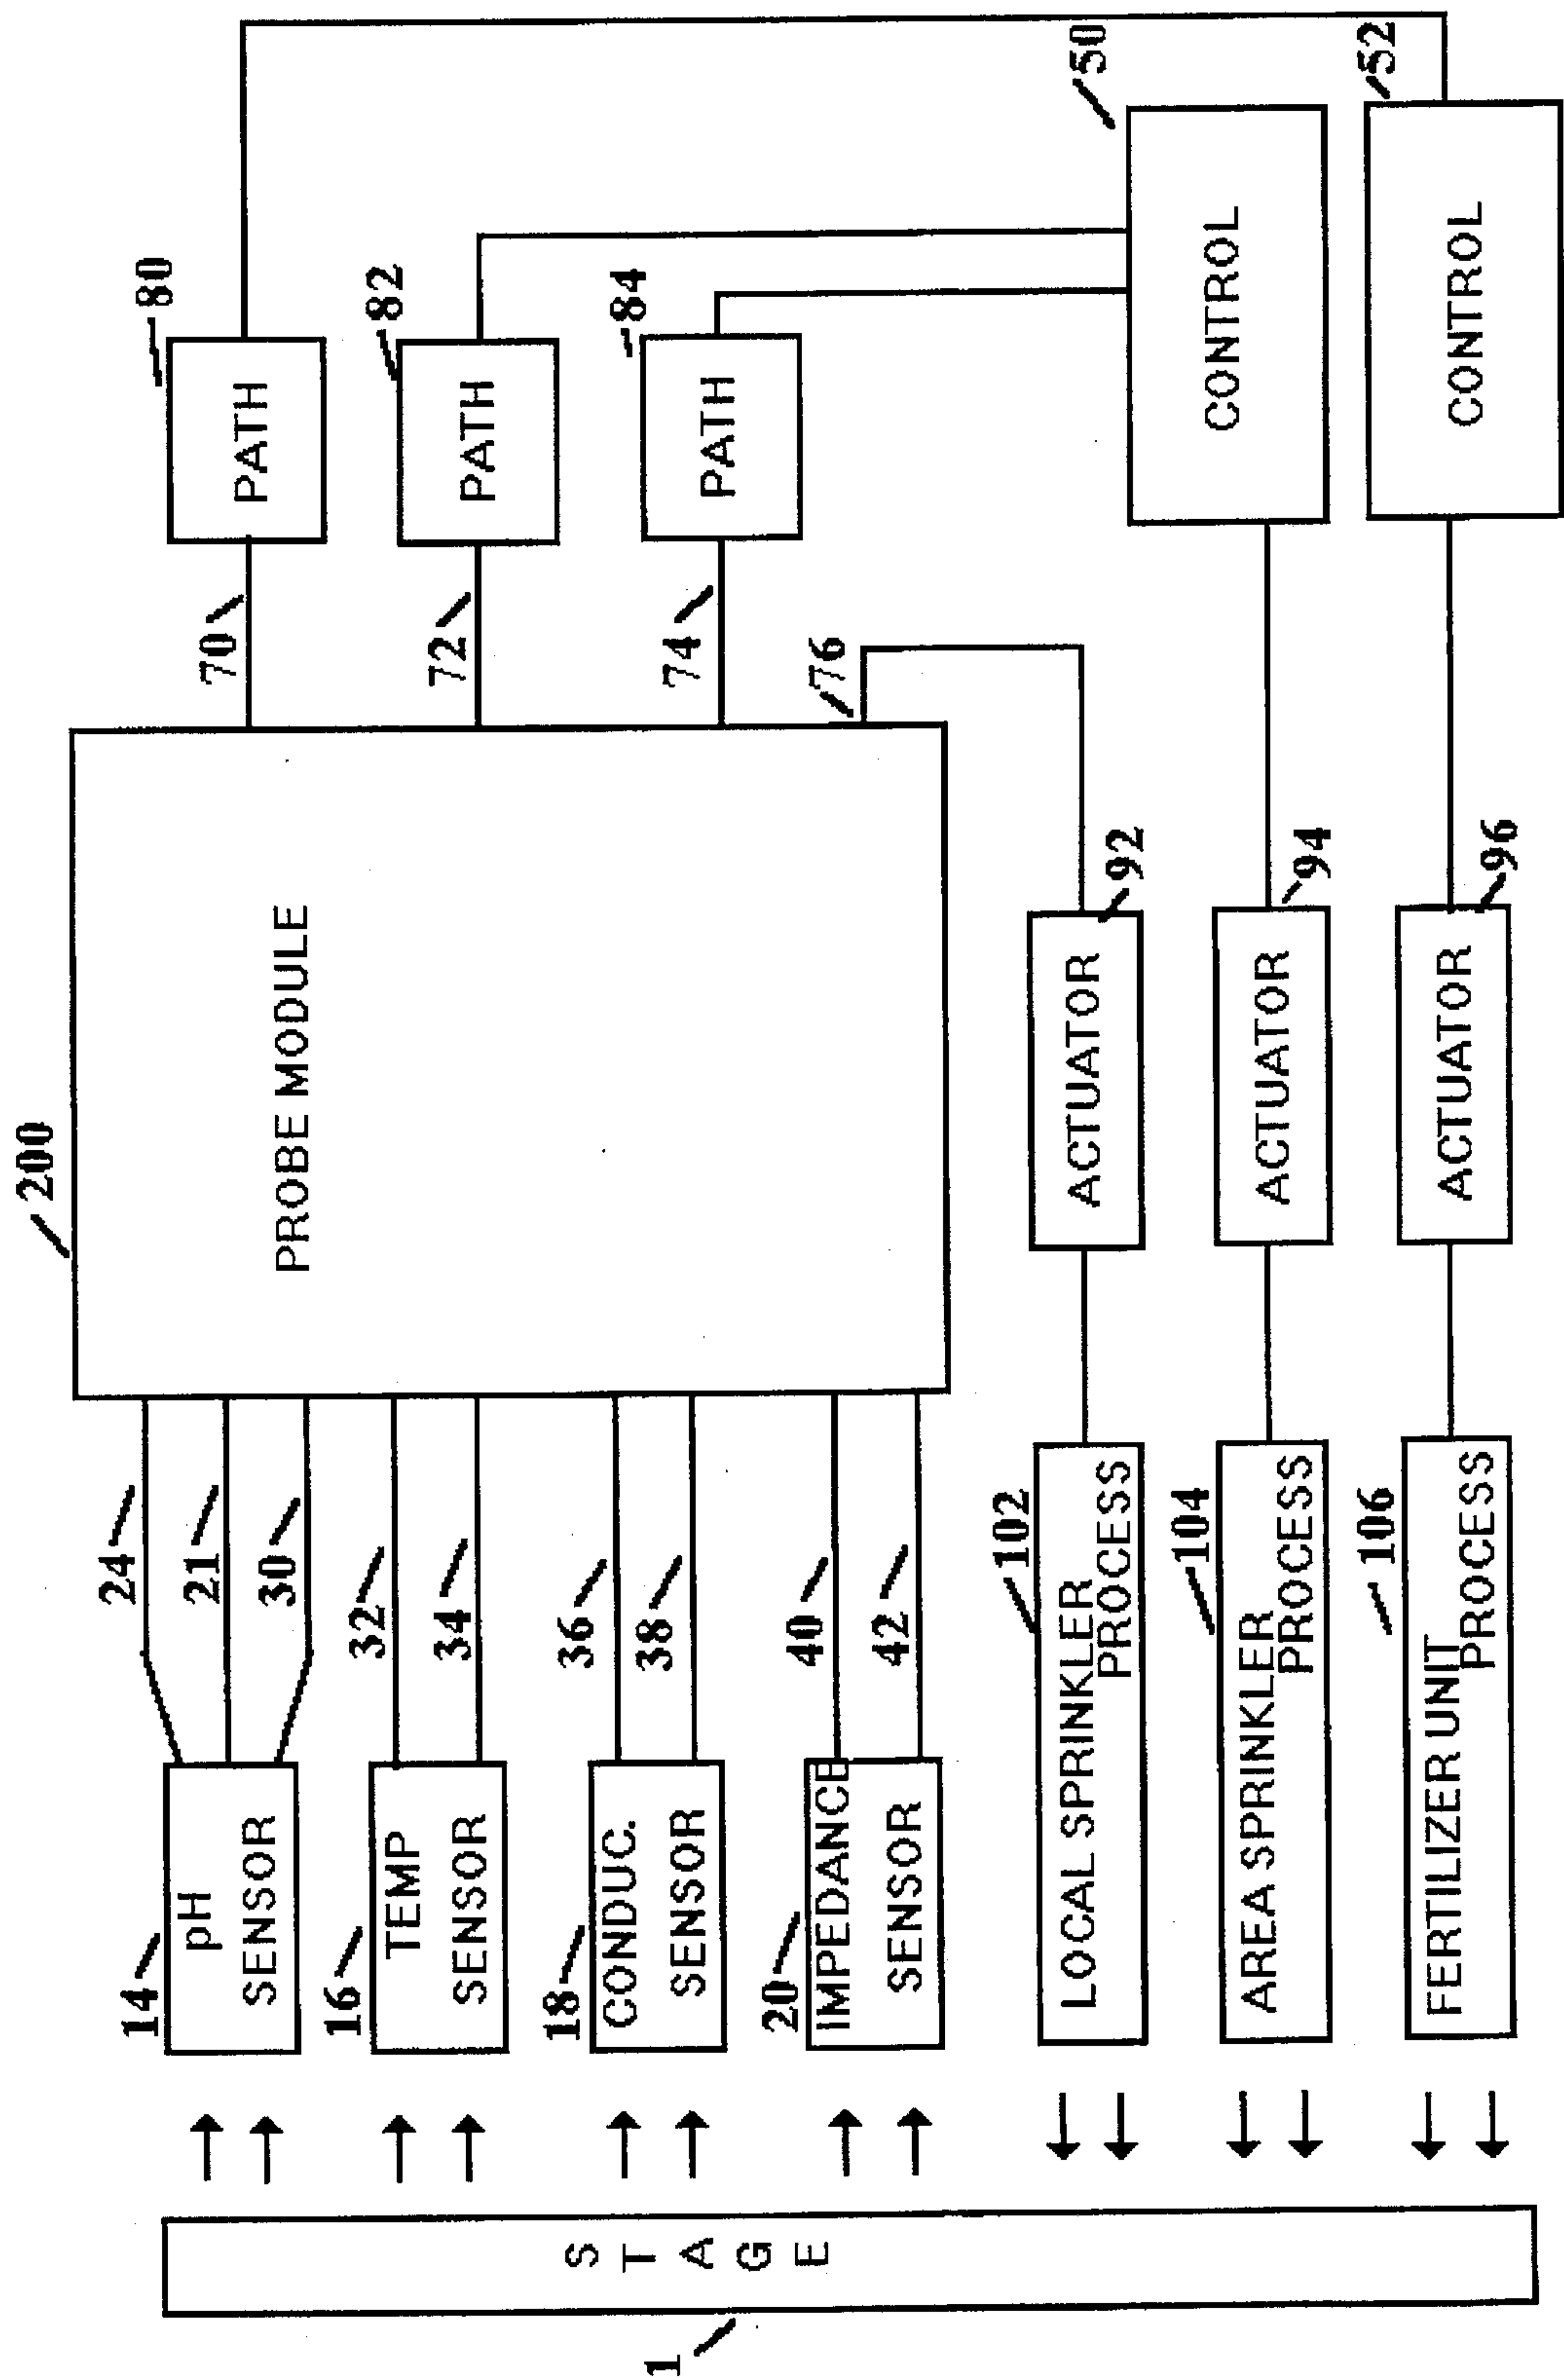 200
PROBE MODULE
14
pH
SENSOR
24
21
30
16
TEMP
SENSOR
32
34
18
CONDUC.
SENSOR
36
38
20
IMPEDANCE
SENSOR
40
42
70
PATH
80
72
PATH
82
74
PATH
84
76
LOCAL SPRINKLER
PROCESS
102
ACTUATOR
92
AREA SPRINKLER
PROCESS
104
ACTUATOR
94
CONTROL
50
FERTILIZER UNIT
PROCESS
106
ACTUATOR
96
CONTROL
52
S
T
A
G
E
1